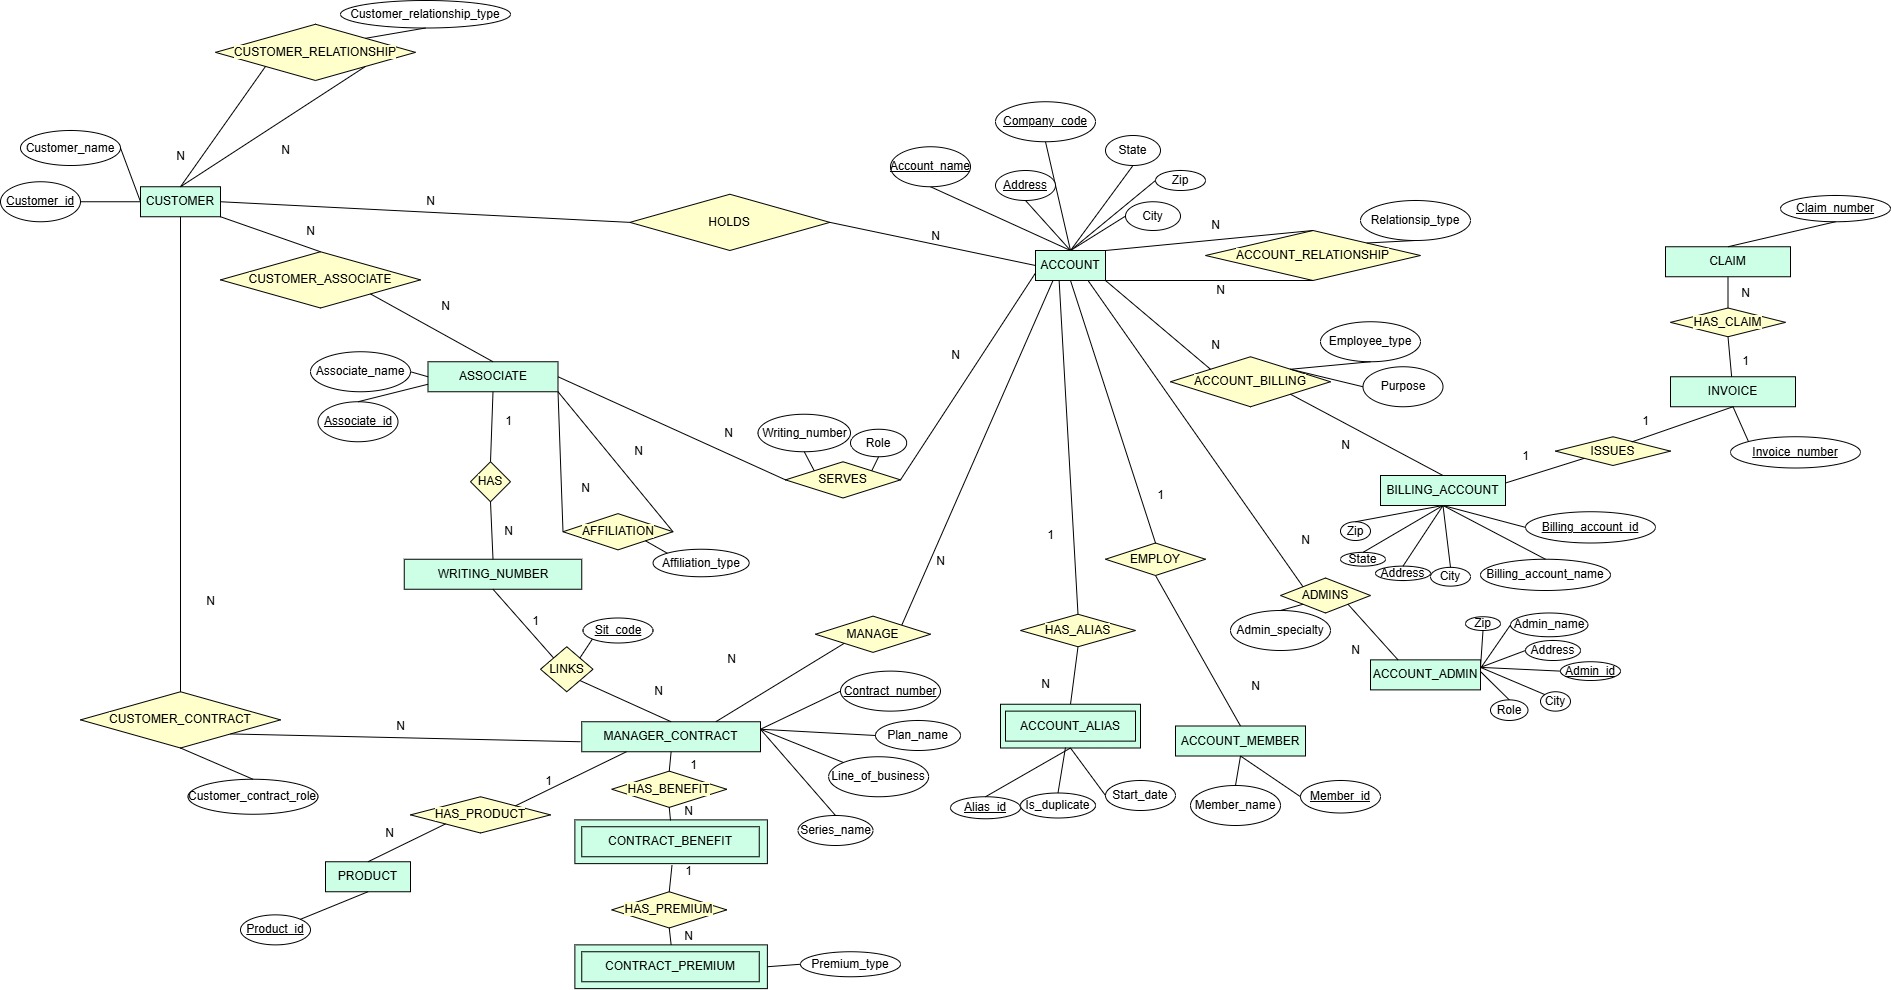 Customer_relationship_type
CUSTOMER_RELATIONSHIP
N
N
Customer_name
Customer_id
CUSTOMER
N
HOLDS
N
Company_code
Account_name
Address
State
Zip
City
ACCOUNT
N
Relationsip_type
ACCOUNT_RELATIONSHIP
N
Claim_number
CLAIM
N
HAS_CLAIM
1
INVOICE
1
Invoice_number
ISSUES
1
N
CUSTOMER_ASSOCIATE
N
Associate_name
ASSOCIATE
Associate_id
1
HAS
N
WRITING_NUMBER
N
N
AFFILIATION
Affiliation_type
N
Writing_number
Role
SERVES
N
N
Employee_type
ACCOUNT_BILLING
Purpose
N
BILLING_ACCOUNT
Zip
State
Address
City
Billing_account_id
Billing_account_name
1
EMPLOY
N
1
HAS_ALIAS
N
N
ADMINS
Admin_specialty
N
ACCOUNT_ADMIN
Zip
Admin_name
Address
Admin_id
City
Role
N
MANAGE
N
1
Sit_code
LINKS
N
N
CUSTOMER_CONTRACT
N
Customer_contract_role
MANAGER_CONTRACT
Contract_number
Plan_name
Line_of_business
Series_name
ACCOUNT_ALIAS
Alias_id
Is_duplicate
Start_date
ACCOUNT_MEMBER
Member_name
Member_id
1
HAS_PRODUCT
N
PRODUCT
Product_id
1
HAS_BENEFIT
N
CONTRACT_BENEFIT
1
HAS_PREMIUM
N
CONTRACT_PREMIUM
Premium_type